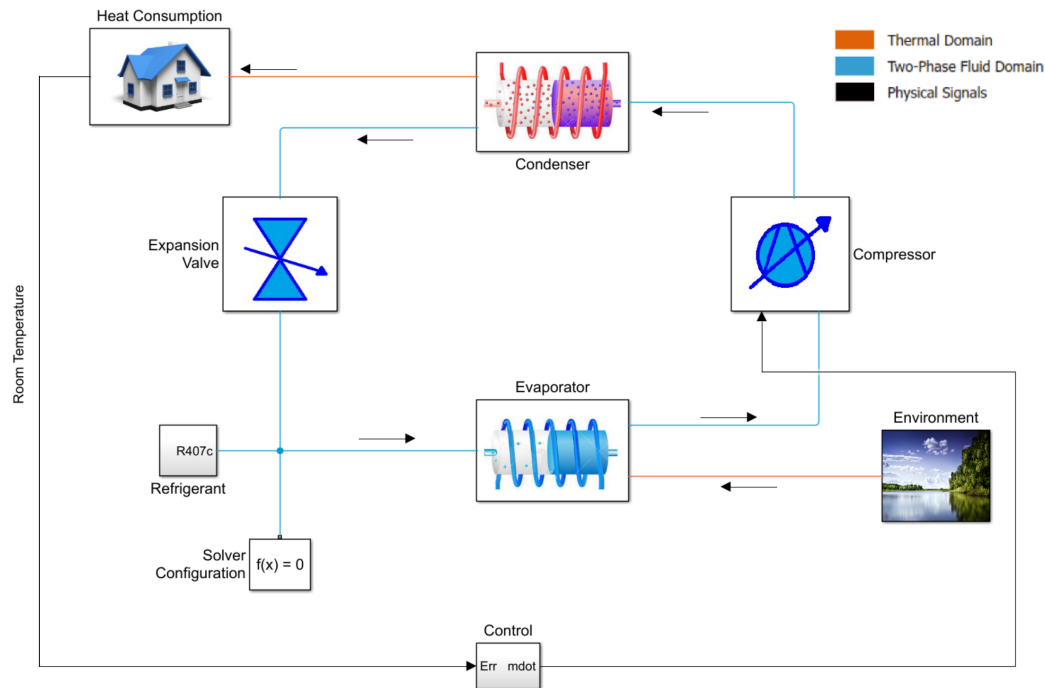 Heat Consumption
Thermal Domain
Two-Phase Fluid Domain
Physical Signals
Condenser
Expansion
Valve
Compressor
Room Temperature
Evaporator
Environment
R407c
Refrigerant
Solver
Configuration
f(x) = 0
Control
Err mdot